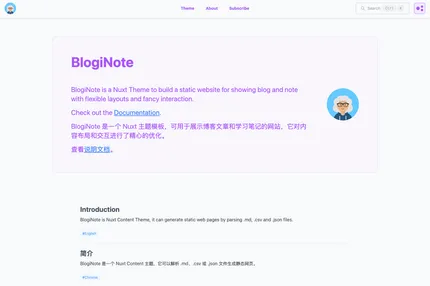 Theme About Subscribe Search
BlogiNote
BlogiNote is a Nuxt Theme to build a static website for showing blog and note
with flexible layouts and fancy interaction.
Check out the Documentation.
BlogiNote 是一个 Nuxt 主题模板，可用于展示博客文章和学习笔记的网站，它对内
容布局和交互进行了精心的优化。
查看说明文档。
Introduction
BlogiNote is Nuxt Content Theme, it can generate static web pages by parsing .md, .csv and .json files.
#English
简介
BlogiNote 是一个 Nuxt Content 主题，它可以解析 .md、.csv 或 .json 文件生成静态网页。
#Chinese